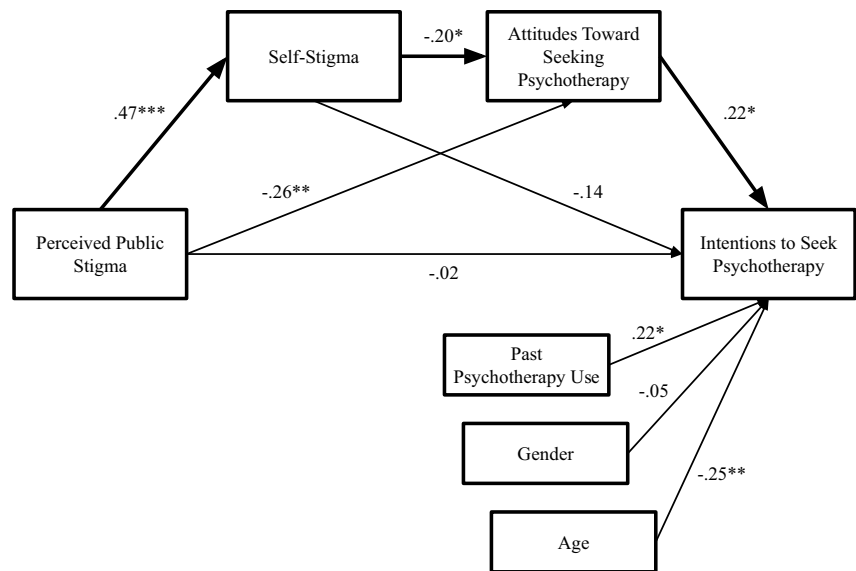 -.20*
Self-Stigma
Attitudes Toward
Seeking
Psychotherapy
.47***
.22*
-.26**
-.14
Perceived Public
Stigma
Intentions to Seek
Psychotherapy
-.02
.22*
Past
Psychotherapy Use
-.05
Gender
-.25**
Age